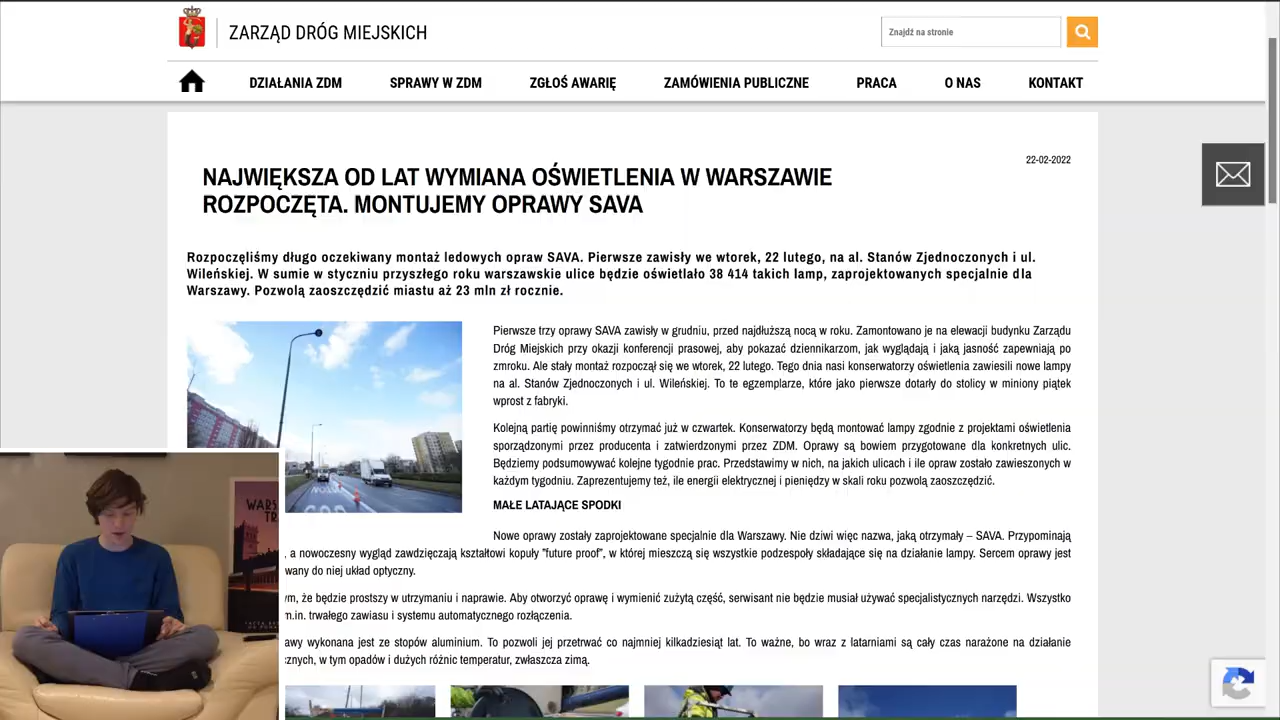 ZARZĄD DRÓG MIEJSKICH
Znajdź na stronie
DZIAŁANIA ZDM
SPRAWY W ZDM
ZGŁOŚ AWARIĘ
ZAMÓWIENIA PUBLICZNE
PRACA
O NAS
KONTAKT
22-02-2022
NAJWIĘKSZA OD LAT WYMIANA OŚWIETLENIA W WARSZAWIE
ROZPOCZĘTA. MONTUJEMY OPRAWY SAVA
Rozpoczęliśmy długo oczekiwany montaż ledowych opraw SAVA. Pierwsze zawisły we wtorek, 22 lutego, na al. Stanów Zjednoczonych i ul.
Wileńskiej. W sumie w styczniu przyszłego roku warszawskie ulice będzie oświetlało 38 414 takich lamp, zaprojektowanych specjalnie dla
Warszawy. Pozwolą zaoszczędzić miastu aż 23 mln zł rocznie.
Pierwsze trzy oprawy SAVA zawisły w grudniu, przed najdłuższą nocą w roku. Zamontowano je na elewacji budynku Zarządu
Dróg Miejskich przy okazji konferencji prasowej, aby pokazać dziennikarzom, jak wyglądają i jaką jasność zapewniają po
zmroku. Ale stały montaż rozpoczął się we wtorek, 22 lutego. Tego dnia nasi konserwatorzy oświetlenia zawiesili nowe lampy
na al. Stanów Zjednoczonych i ul. Wileńskiej. To te egzemplarze, które jako pierwsze dotarły do stolicy w miniony piątek
wprost z fabryki.
Kolejną partię powinniśmy otrzymać już w czwartek. Konserwatorzy będą montować lampy zgodnie z projektami oświetlenia
sporządzonymi przez producenta i zatwierdzonymi przez ZDM. Oprawy są bowiem przygotowane dla konkretnych ulic.
Będziemy podsumowywać kolejne tygodnie prac. Przedstawimy w nich, na jakich ulicach i ile opraw zostało zawieszonych w
każdym tygodniu. Zaprezentujemy też, ile energii elektrycznej i pieniędzy w skali roku pozwolą zaoszczędzić.
MAŁE LATAJĄCE SPODKI
Nowe oprawy zostały zaprojektowane specjalnie dla Warszawy. Nie dziwi więc nazwa, jaką otrzymały – SAVA. Przypominają
, a nowoczesny wygląd zawdzięczają kształtowi kopuły "future proof", w której mieszczą się wszystkie podzespoły składające się na działanie lampy. Sercem oprawy jest
wany do niej układ optyczny.
ym, że będzie prostszy w utrzymaniu i naprawie. Aby otworzyć oprawę i wymienić zużytą część, serwisant nie będzie musiał używać specjalistycznych narzędzi. Wszystko
m.in. trwałego zawiasu i systemu automatycznego rozłączenia.
awy wykonana jest ze stopów aluminium. To pozwoli jej przetrwać co najmniej kilkadziesiąt lat. To ważne, bo wraz z latarniami są cały czas narażone na działanie
cznych, w tym opadów i dużych różnic temperatur, zwłaszcza zimą.